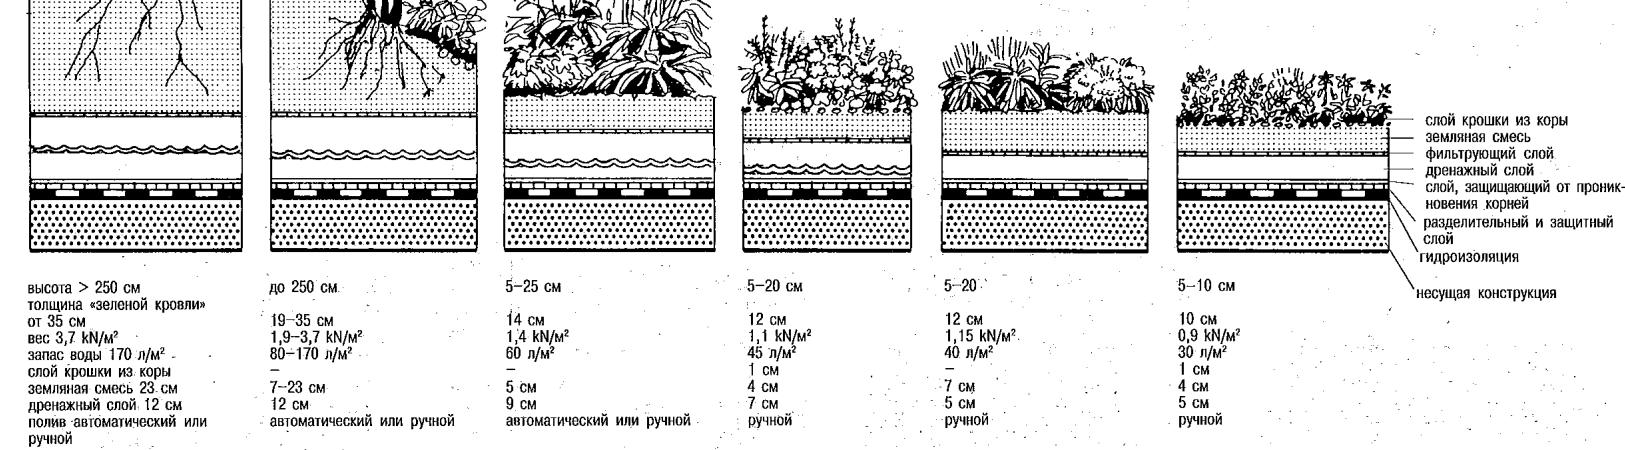 слой крошки из коры
земляная смесь
фильтрующий слой
дренажный слой
слой, защищающий от проник-
новения корней
разделительный и защитный
слой
гидроизоляция
несущая конструкция
высота > 250 см
толщина «зеленой кровли»
от 35 см
вес 3,7 kN/м²
запас воды 170 л/м²
слой крошки из коры
земляная смесь 23 см
дренажный слой 12 см
полив автоматический или
ручной
до 250 см
19–35 см
1,9–3,7 kN/м²
80–170 л/м²
–
7–23 см
12 см
автоматический или ручной
5–25 см
14 см
1,4 kN/м²
60 л/м²
–
5 см
9 см
автоматический или ручной
5–20 см
12 см
1,1 kN/м²
45 л/м²
1 см
4 см
7 см
ручной
5–20
12 см
1,15 kN/м²
40 л/м²
–
7 см
5 см
ручной
5–10 см
10 см
0,9 kN/м²
30 л/м²
1 см
4 см
5 см
ручной